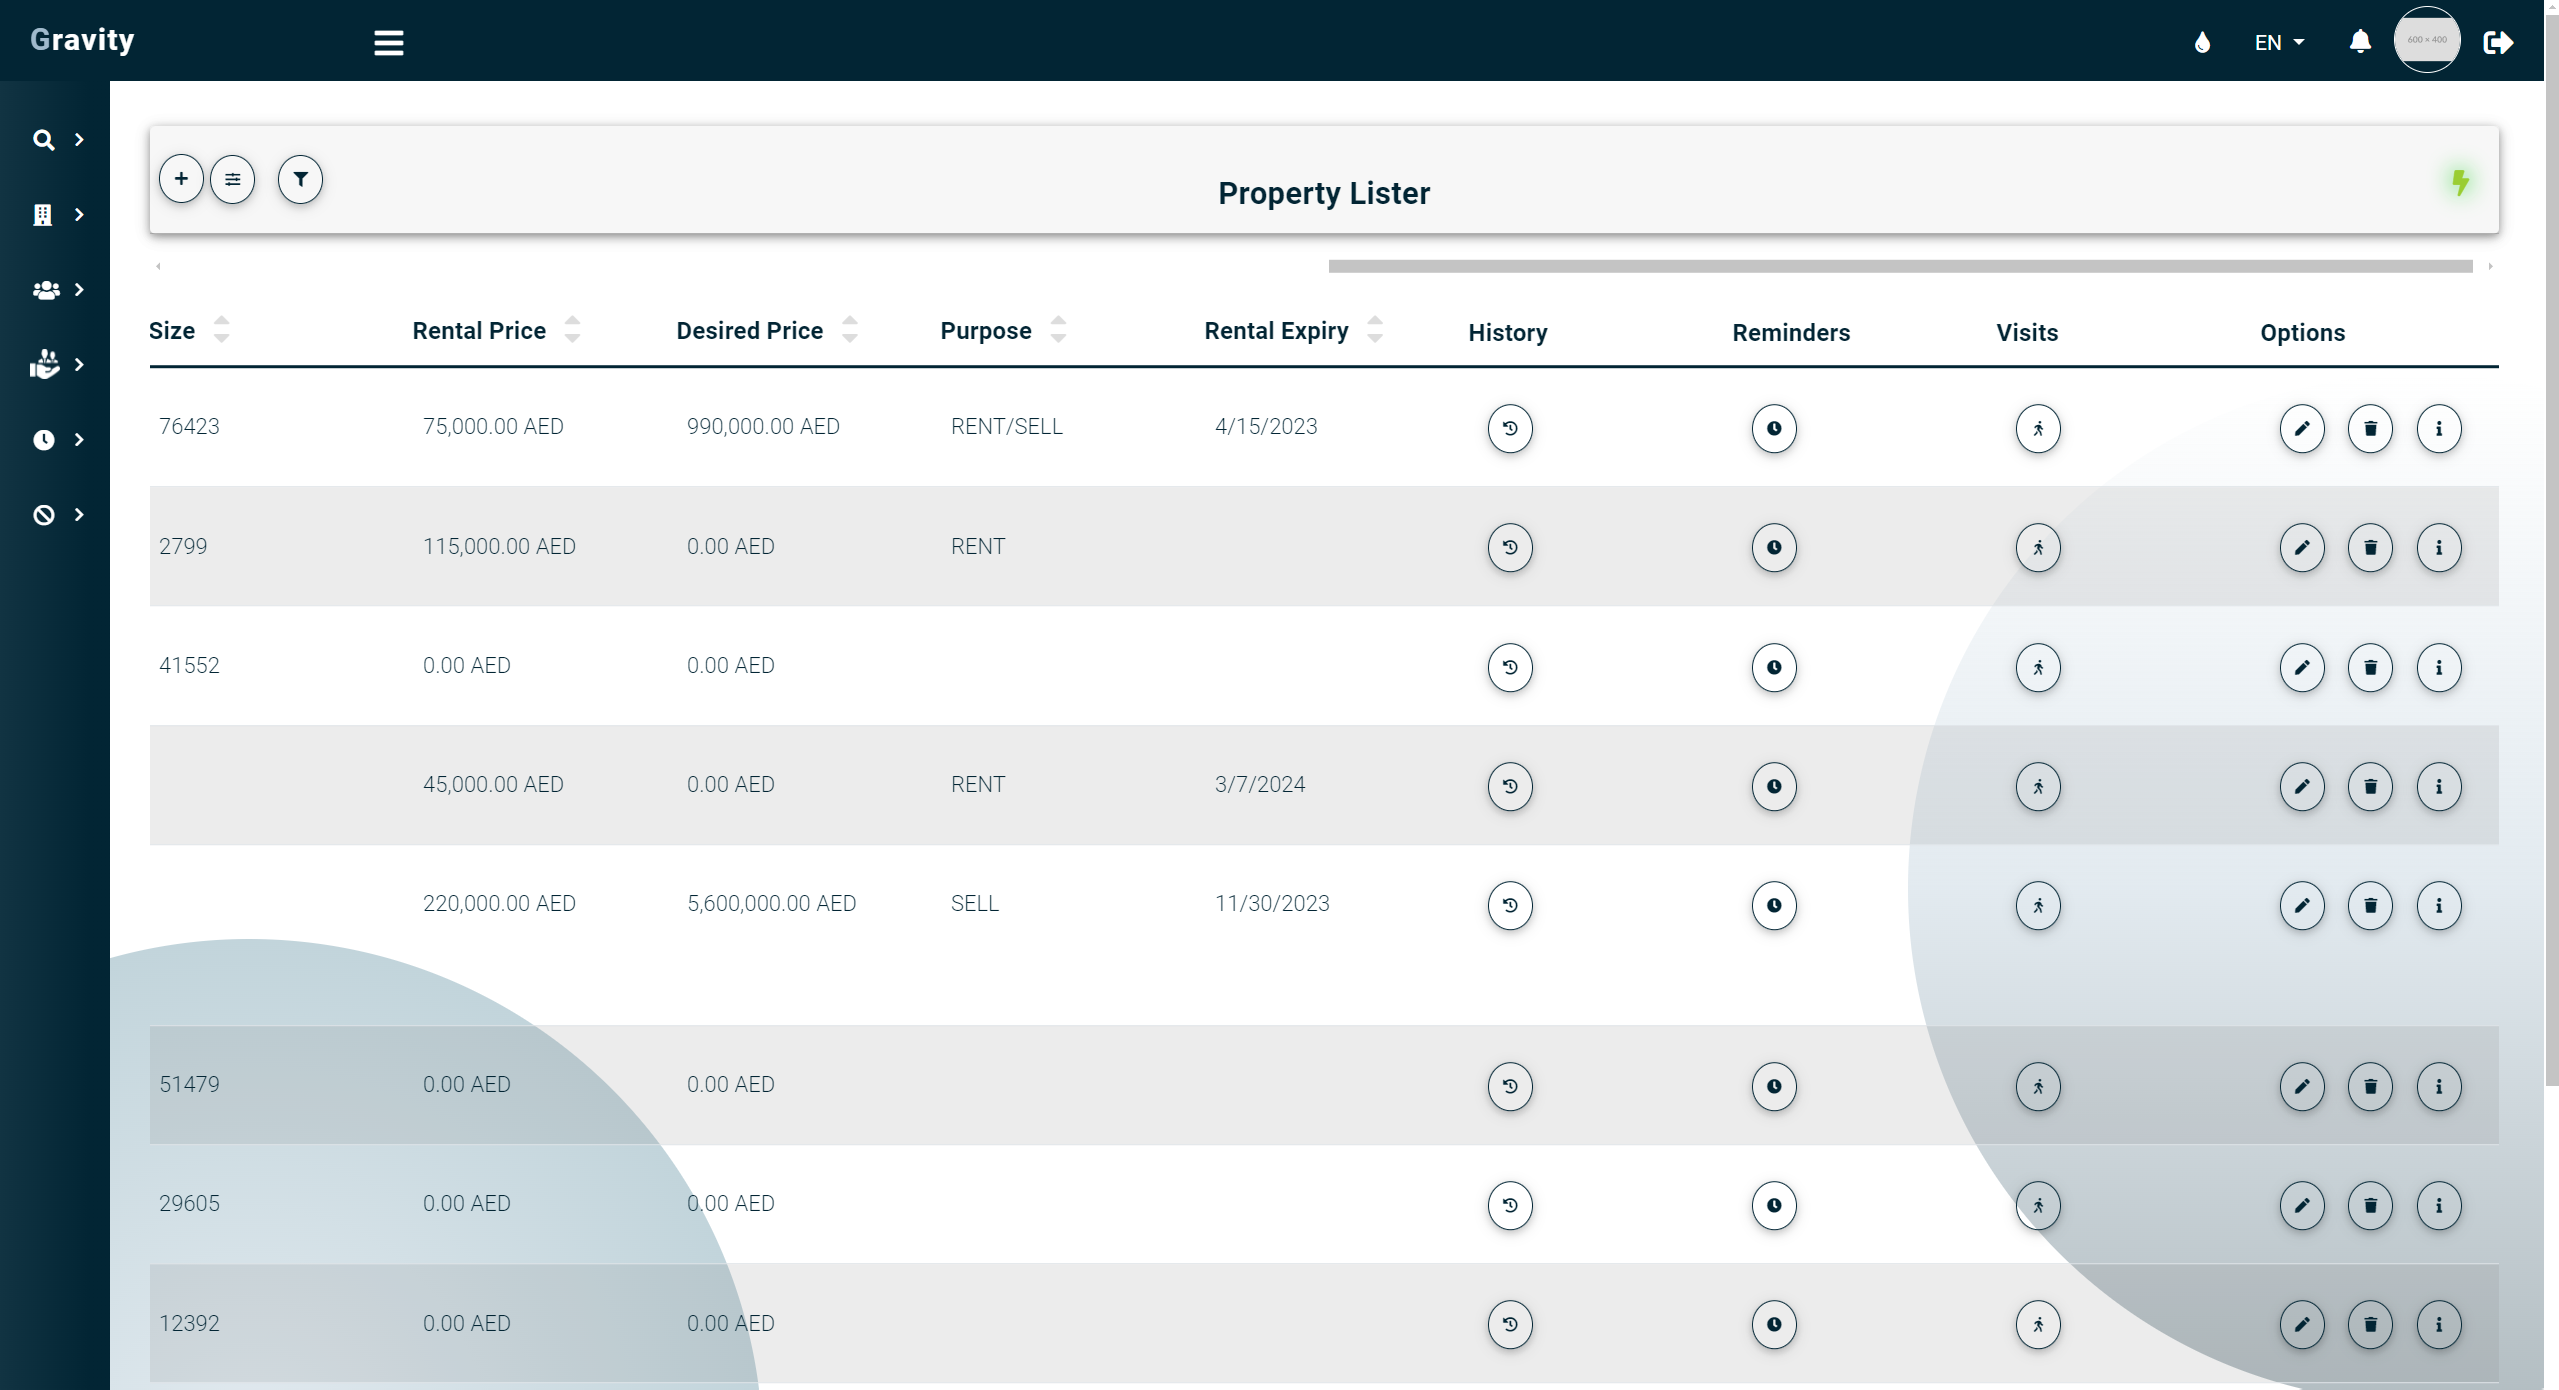 Gravity
EN
600 × 400
Property Lister
Size Rental Price Desired Price Purpose Rental Expiry History Reminders Visits Options
76423 75,000.00 AED 990,000.00 AED RENT/SELL 4/15/2023
2799 115,000.00 AED 0.00 AED RENT
41552 0.00 AED 0.00 AED
45,000.00 AED 0.00 AED RENT 3/7/2024
220,000.00 AED 5,600,000.00 AED SELL 11/30/2023
51479 0.00 AED 0.00 AED
29605 0.00 AED 0.00 AED
12392 0.00 AED 0.00 AED